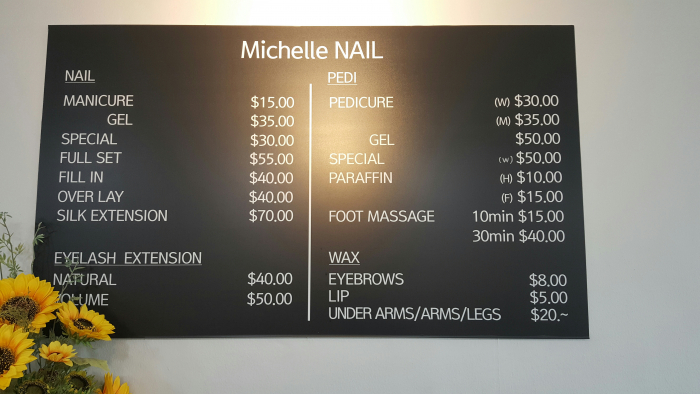 Michelle NAIL
NAIL
MANICURE $15.00
GEL $35.00
SPECIAL $30.00
FULL SET $55.00
FILL IN $40.00
OVER LAY $40.00
SILK EXTENSION $70.00
EYELASH EXTENSION
NATURAL $40.00
VOLUME $50.00
PEDI
PEDICURE (W) $30.00
(M) $35.00
GEL $50.00
SPECIAL (w) $50.00
PARAFFIN (H) $10.00
(F) $15.00
FOOT MASSAGE 10min $15.00
30min $40.00
WAX
EYEBROWS $8.00
LIP $5.00
UNDER ARMS/ARMS/LEGS $20.~